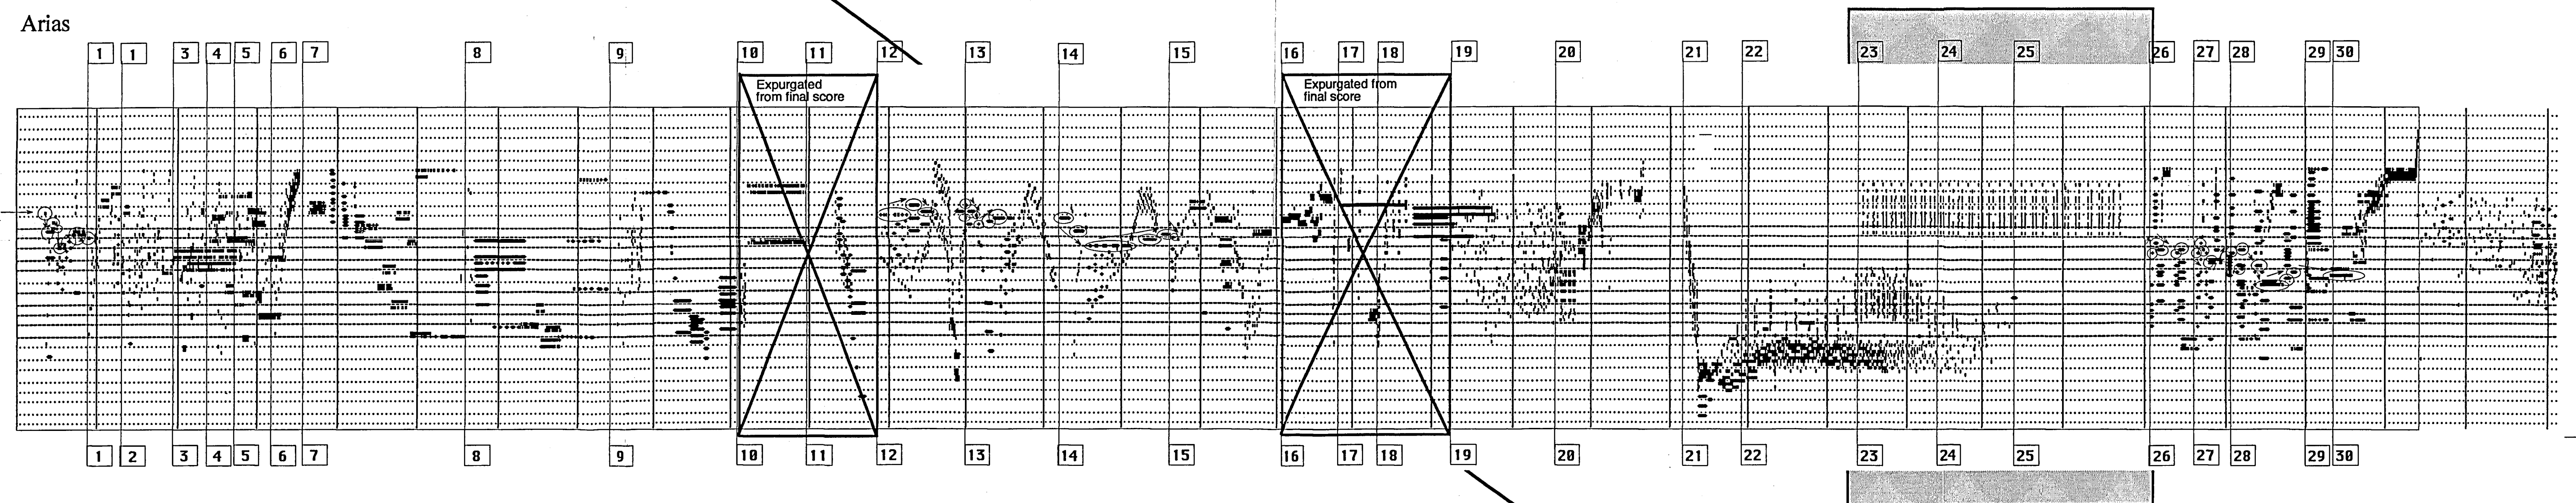 Arias
1 1 3 4 5 6 7 8 9 10 11 12 13 14 15 16 17 18 19 20 21 22 23 24 25 26 27 28 29 30
Expurgated
from final score
Expurgated from
final score
1 2 3 4 5 6 7 8 9 10 11 12 13 14 15 16 17 18 19 20 21 22 23 24 25 26 27 28 29 30